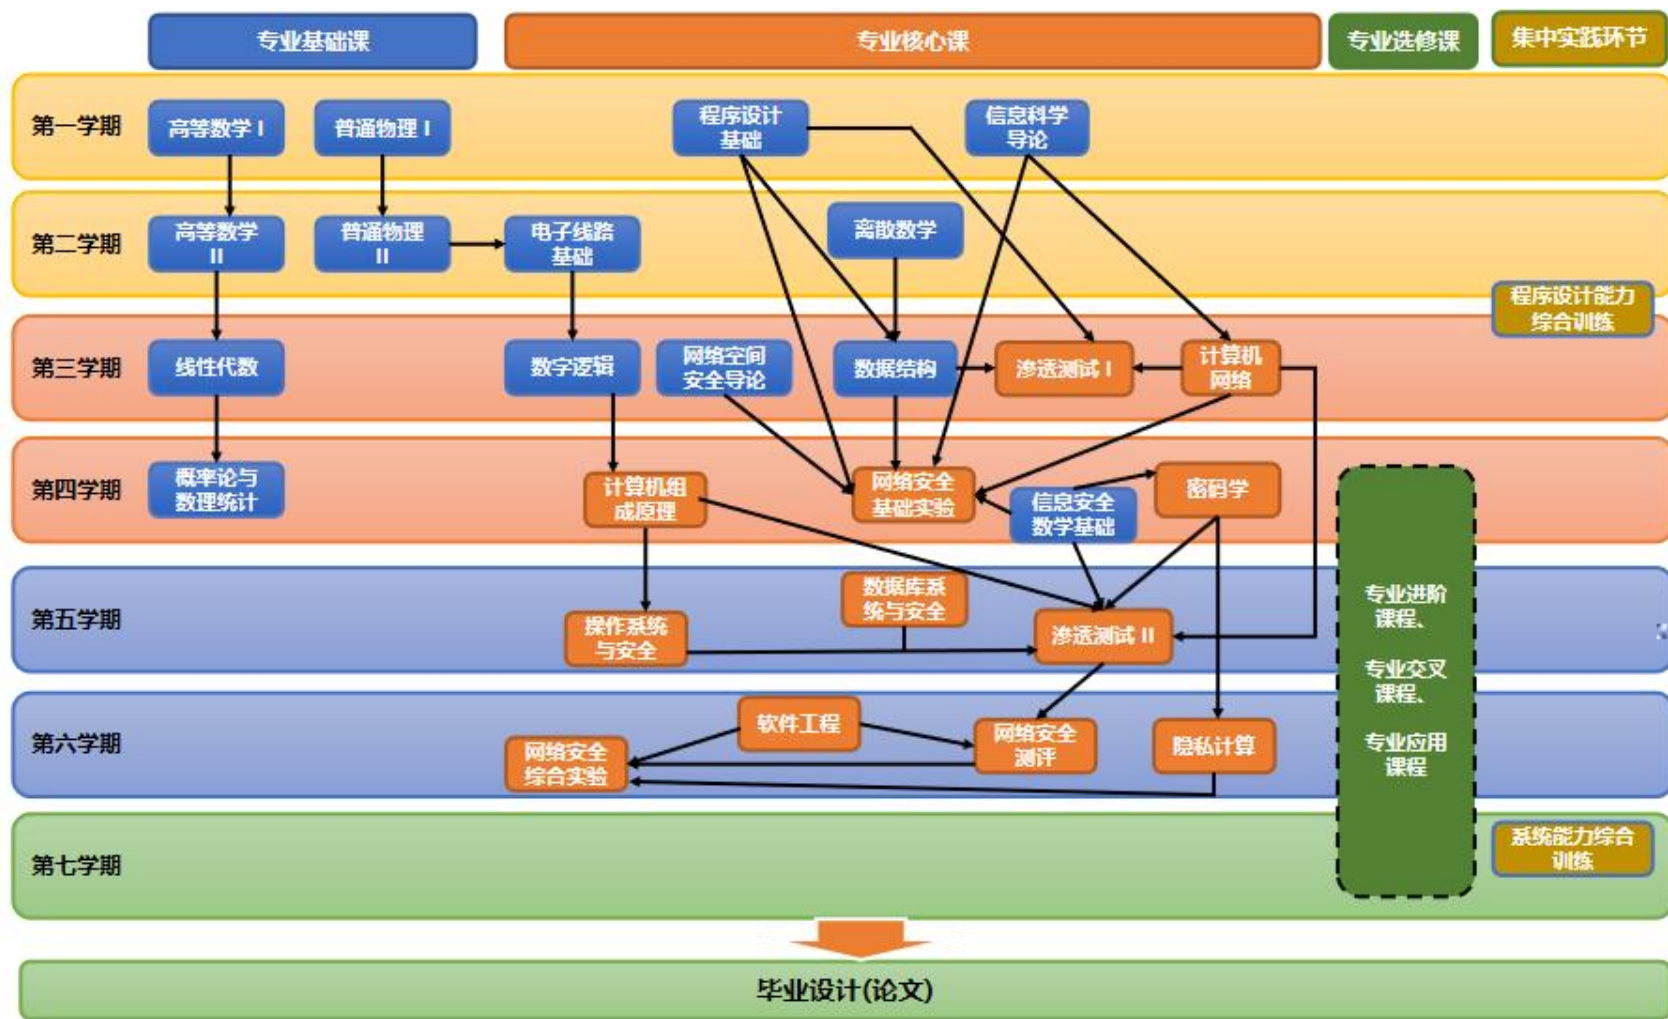 专业基础课
专业核心课
专业选修课
集中实践环节
第一学期
高等数学 I
普通物理 I
程序设计
基础
信息科学
导论
第二学期
高等数学
II
普通物理
II
电子线路
基础
离散数学
程序设计能力
综合训练
第三学期
线性代数
数字逻辑
网络空间
安全导论
数据结构
渗透测试 I
计算机
网络
第四学期
概率论与
数理统计
计算机组
成原理
网络安全
基础实验
信息安全
数学基础
密码学
第五学期
操作系统
与安全
数据库系
统与安全
渗透测试 II
专业进阶
课程、
专业交叉
课程、
专业应用
课程
第六学期
网络安全
综合实验
软件工程
网络安全
测评
隐私计算
第七学期
系统能力综合
训练
毕业设计(论文)